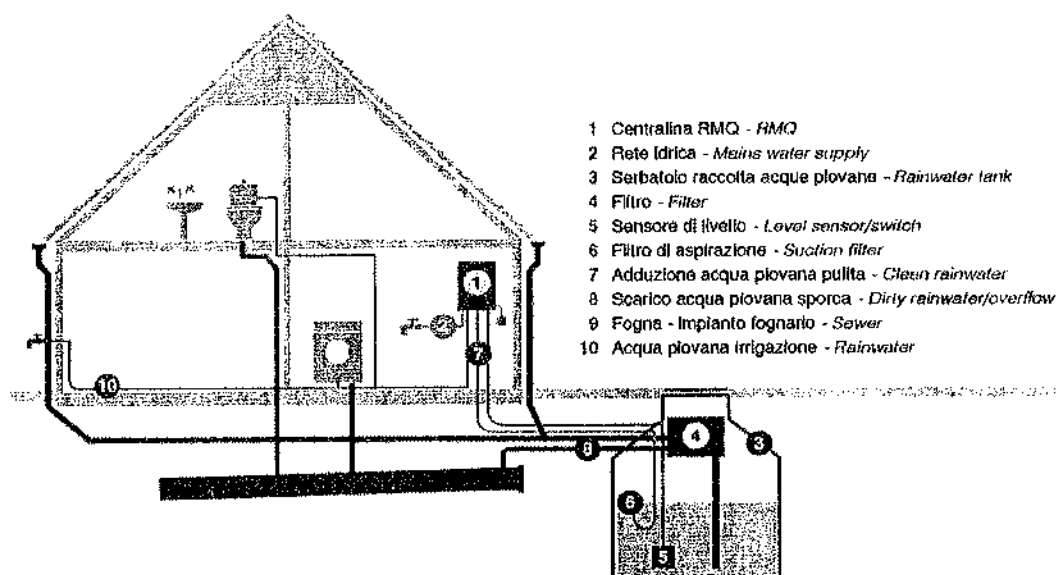 1 Centralina RMQ - RMQ
2 Rete idrica - Mains water supply
3 Serbatoio raccolta acque piovane - Rainwater tank
4 Filtro - Filter
5 Sensore di livello - Level sensor/switch
6 Filtro di aspirazione - Suction filter
7 Adduzione acqua piovana pulita - Clean rainwater
8 Scarico acqua piovana sporca - Dirty rainwater/overflow
9 Fogna - Impianto fognario - Sewer
10 Acqua piovana irrigazione - Rainwater
1
2
7
10
4
3
6
5